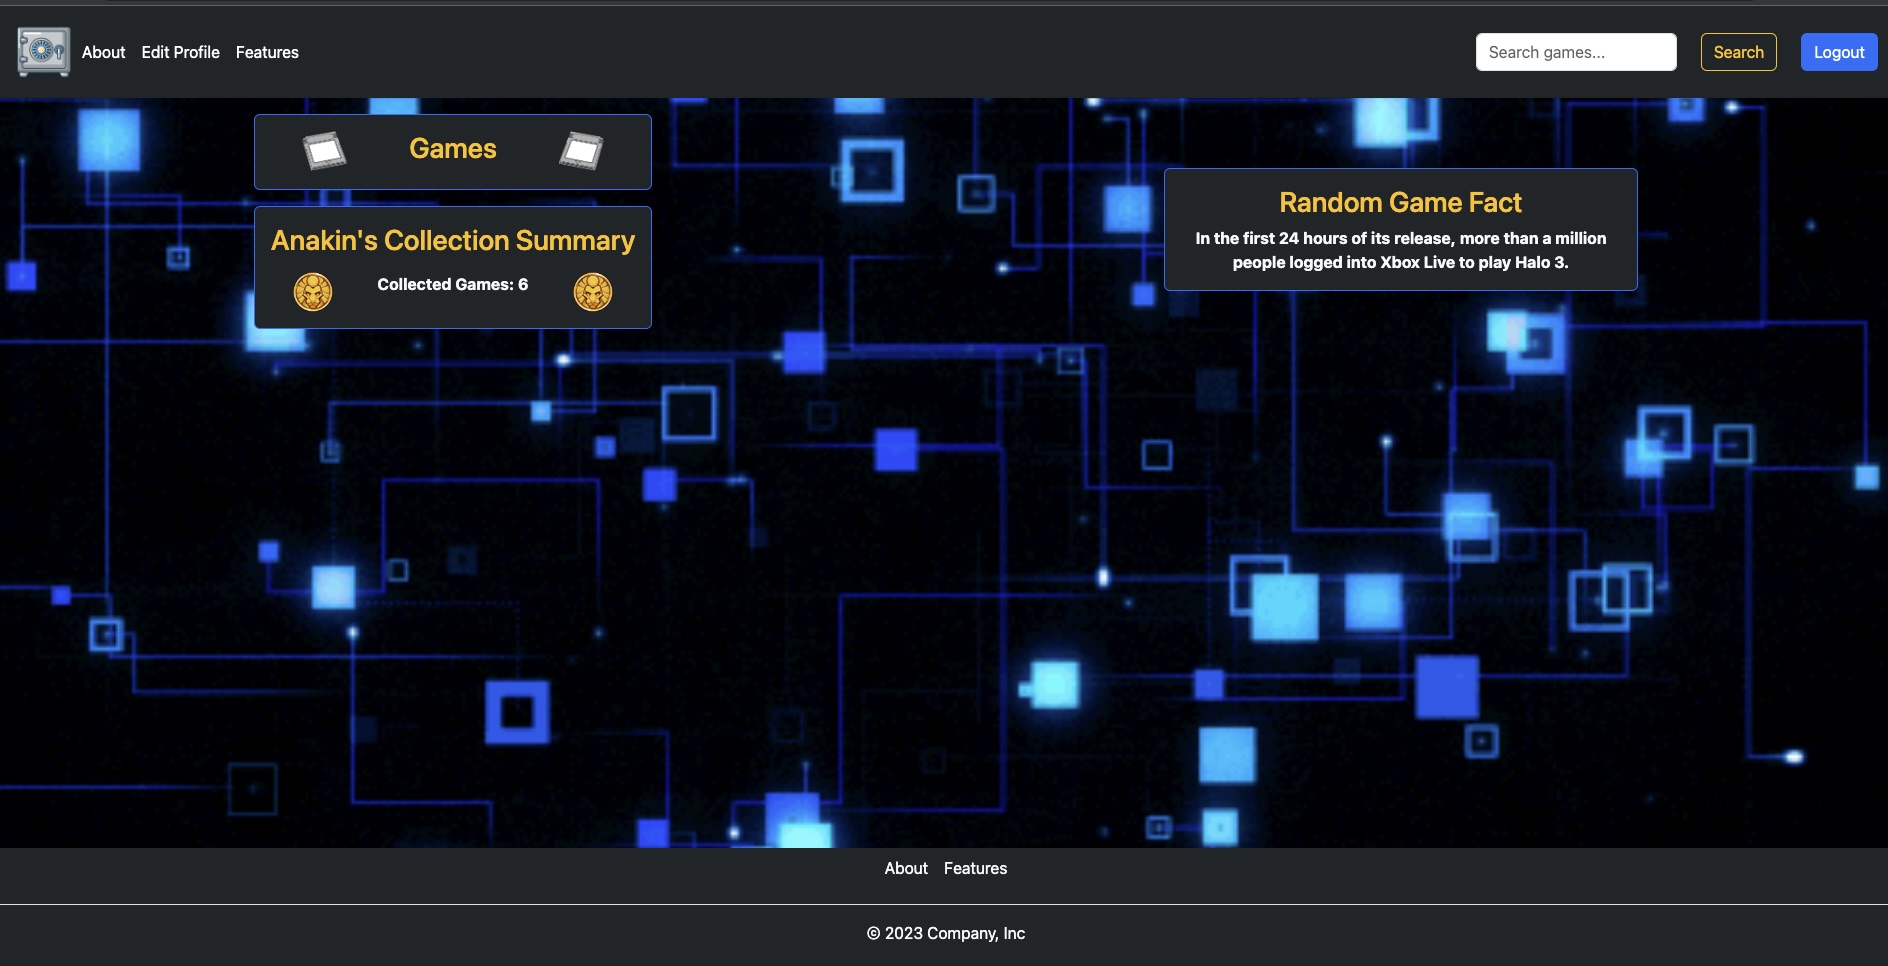 About Edit Profile Features Search games... Search Logout
Games
Anakin's Collection Summary
Collected Games: 6
Random Game Fact
In the first 24 hours of its release, more than a million
people logged into Xbox Live to play Halo 3.
About Features
© 2023 Company, Inc